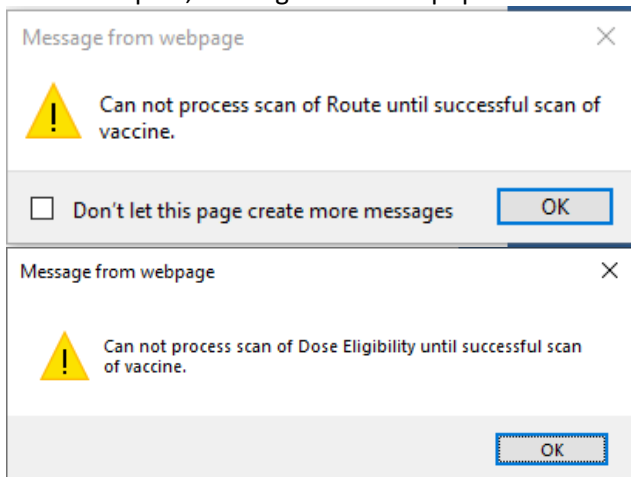 Message from webpage
Can not process scan of Route until successful scan of
vaccine.
Don't let this page create more messages
OK
Message from webpage
Can not process scan of Dose Eligibility until successful scan
of vaccine.
OK